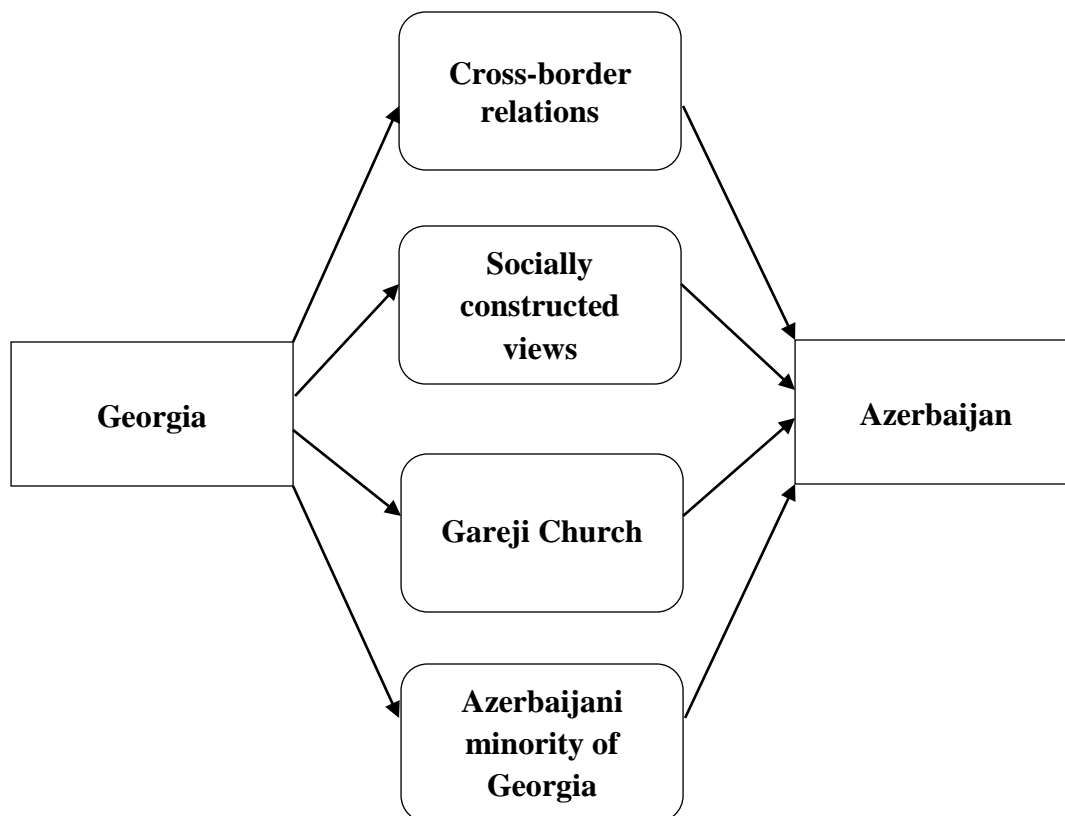 Cross-border
relations
Socially
constructed
views
Georgia
Azerbaijan
Gareji Church
Azerbaijani
minority of
Georgia